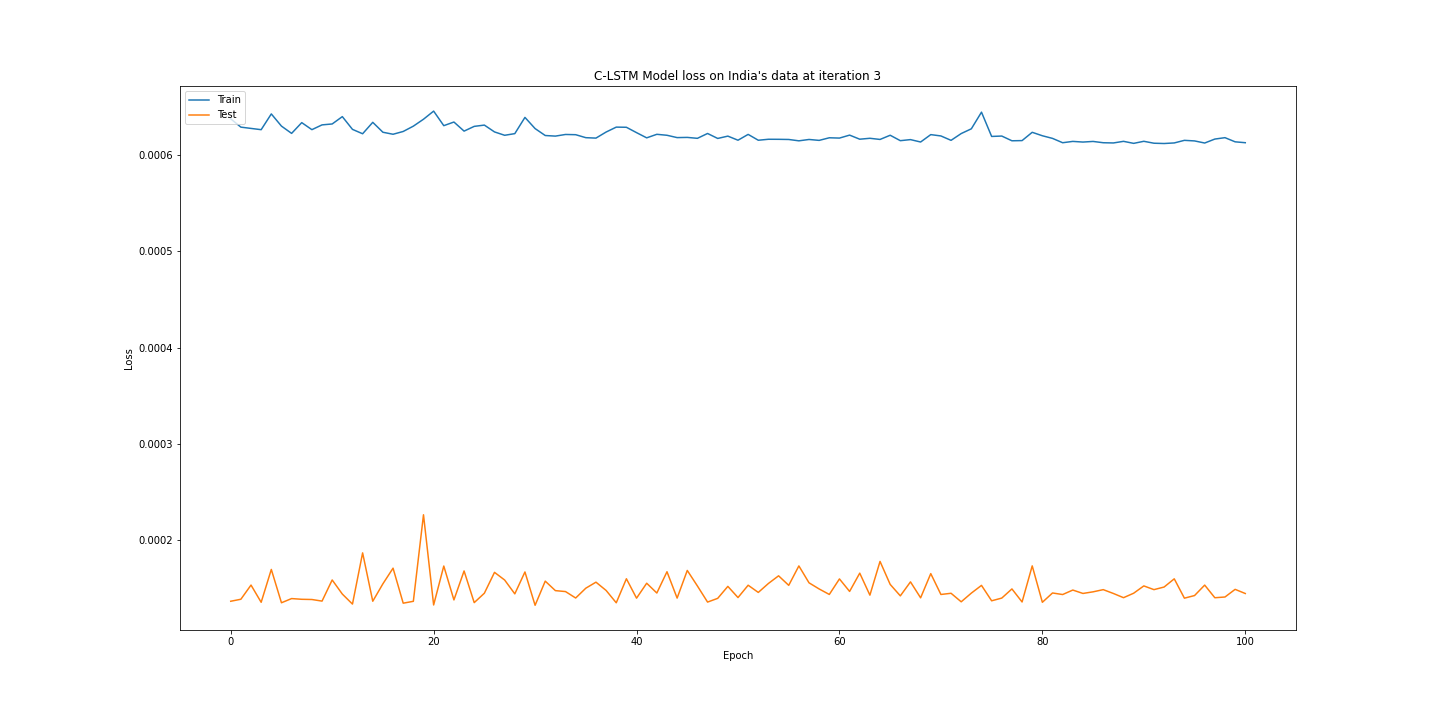 C-LSTM Model loss on India's data at iteration 3
Train
Test
0.0006
0.0005
0.0004
0.0003
0.0002
Loss
0 20 40 60 80 100
Epoch